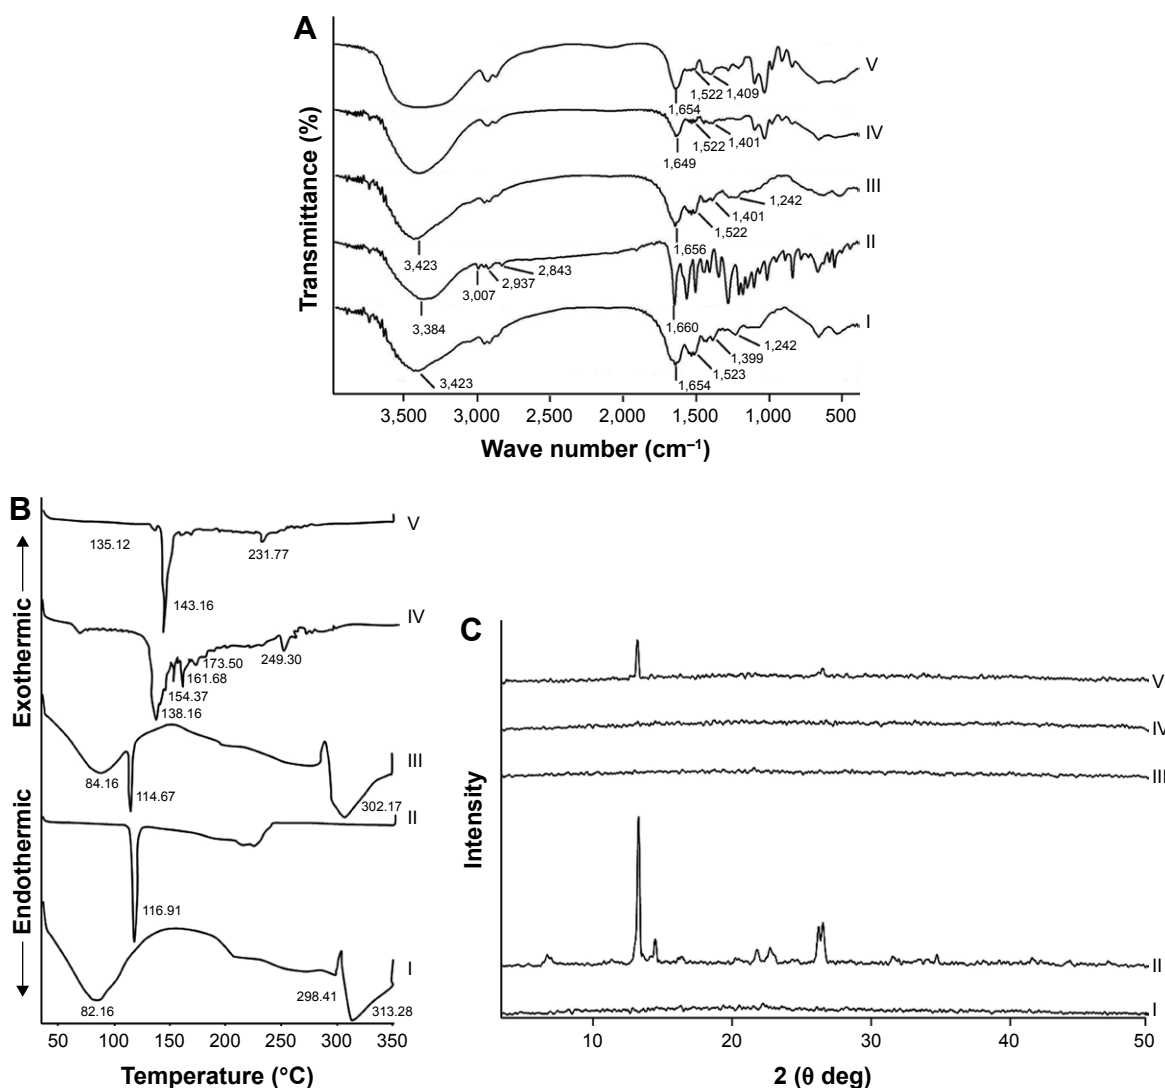 A
Transmittance (%)
V
1,522 1,409
1,654
IV
1,522 1,401
1,649
III
1,242
1,401
1,522
1,656
3,423
II
2,843
2,937
3,007
3,384
1,660
I
1,242
1,399
1,523
1,654
3,423
3,500 3,000 2,500 2,000 1,500 1,000 500
Wave number (cm⁻¹)
B
Exothermic
Endothermic
V
135.12
231.77
143.16
IV
173.50
249.30
161.68
154.37
138.16
III
84.16
114.67
302.17
II
116.91
I
298.41
82.16
313.28
50 100 150 200 250 300 350
Temperature (°C)
C
Intensity
V
IV
III
II
I
10 20 30 40 50
2 (θ deg)